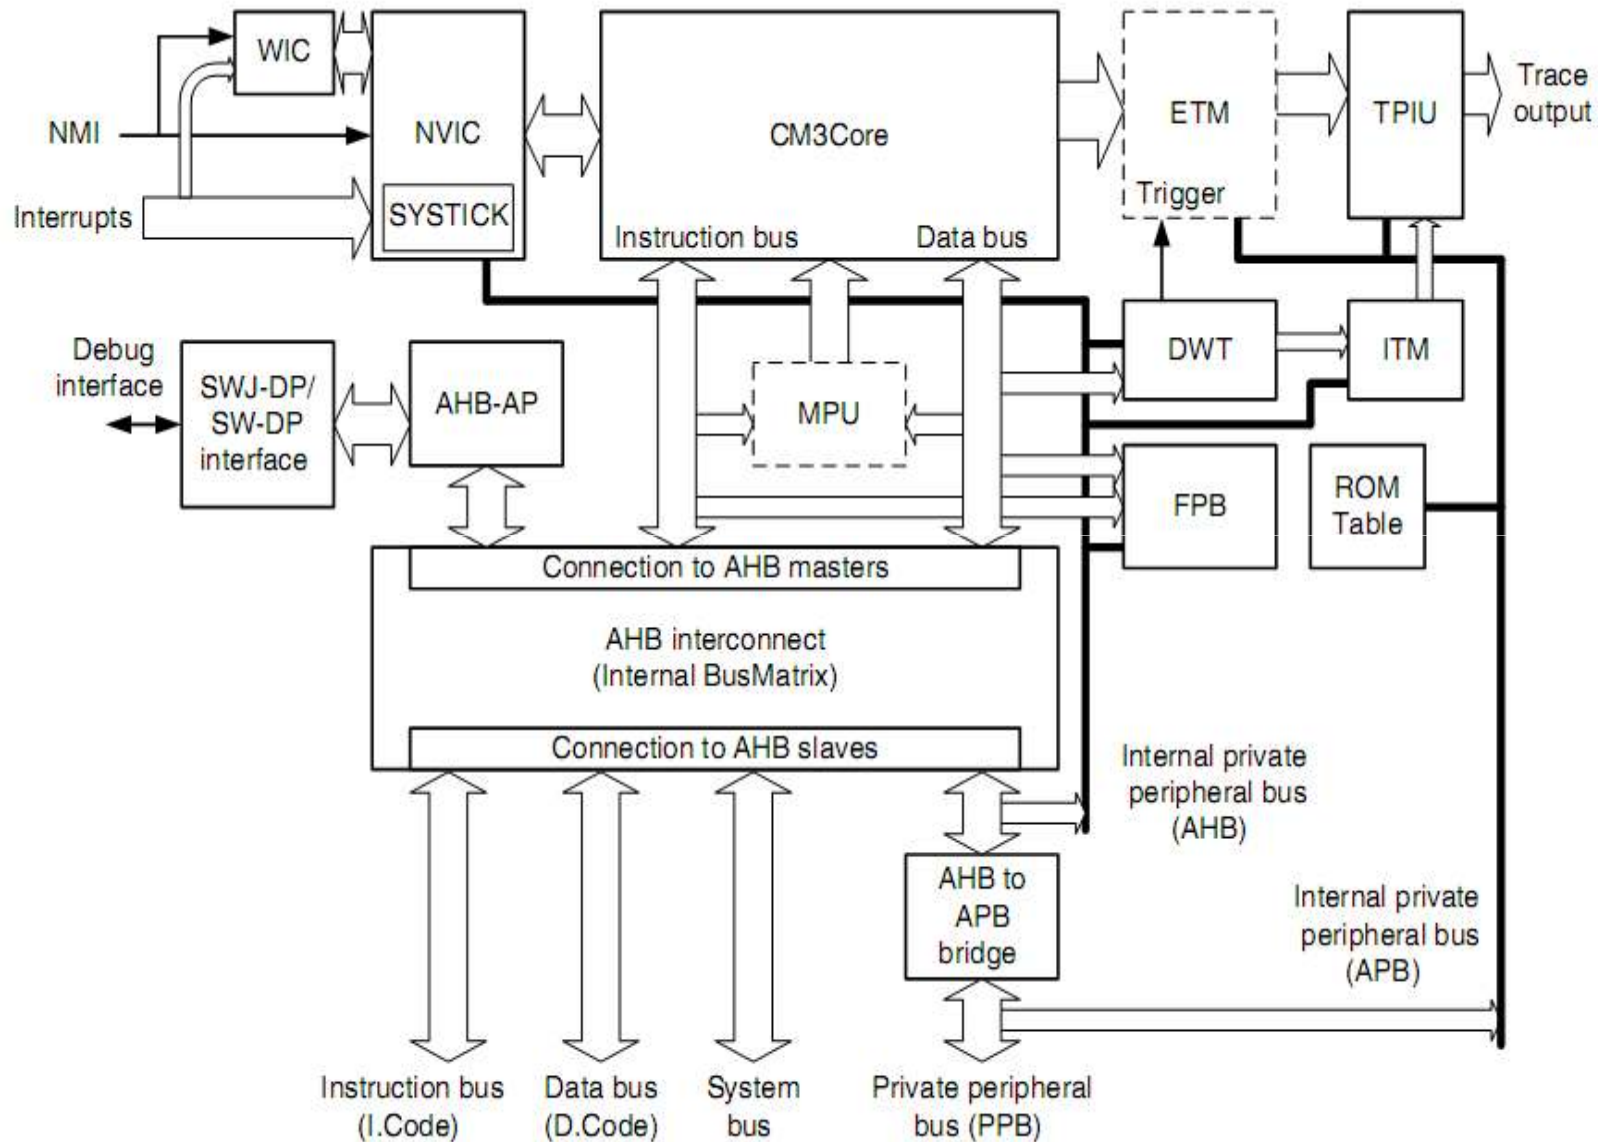 WIC
NMI
Interrupts
NVIC
SYSTICK
CM3Core
Instruction bus
Data bus
ETM
Trigger
TPIU
Trace
output
Debug
interface
SWJ-DP/
SW-DP
interface
AHB-AP
MPU
DWT
ITM
FPB
ROM
Table
Connection to AHB masters
AHB interconnect
(Internal BusMatrix)
Connection to AHB slaves
Internal private
peripheral bus
(AHB)
AHB to
APB
bridge
Internal private
peripheral bus
(APB)
Instruction bus
(I.Code)
Data bus
(D.Code)
System
bus
Private peripheral
bus (PPB)